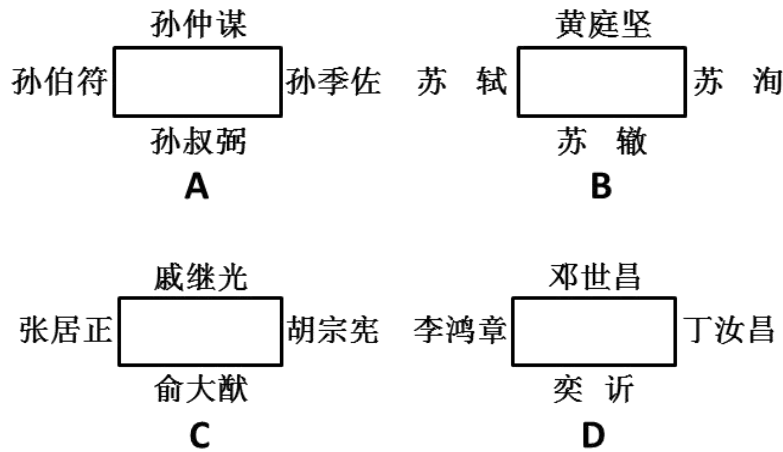 孙仲谋
黄庭坚
孙伯符
孙季佐
苏 轼
苏 洵
孙叔弼
苏 辙
A
B
戚继光
邓世昌
张居正
胡宗宪
李鸿章
丁汝昌
俞大猷
奕 訢
C
D